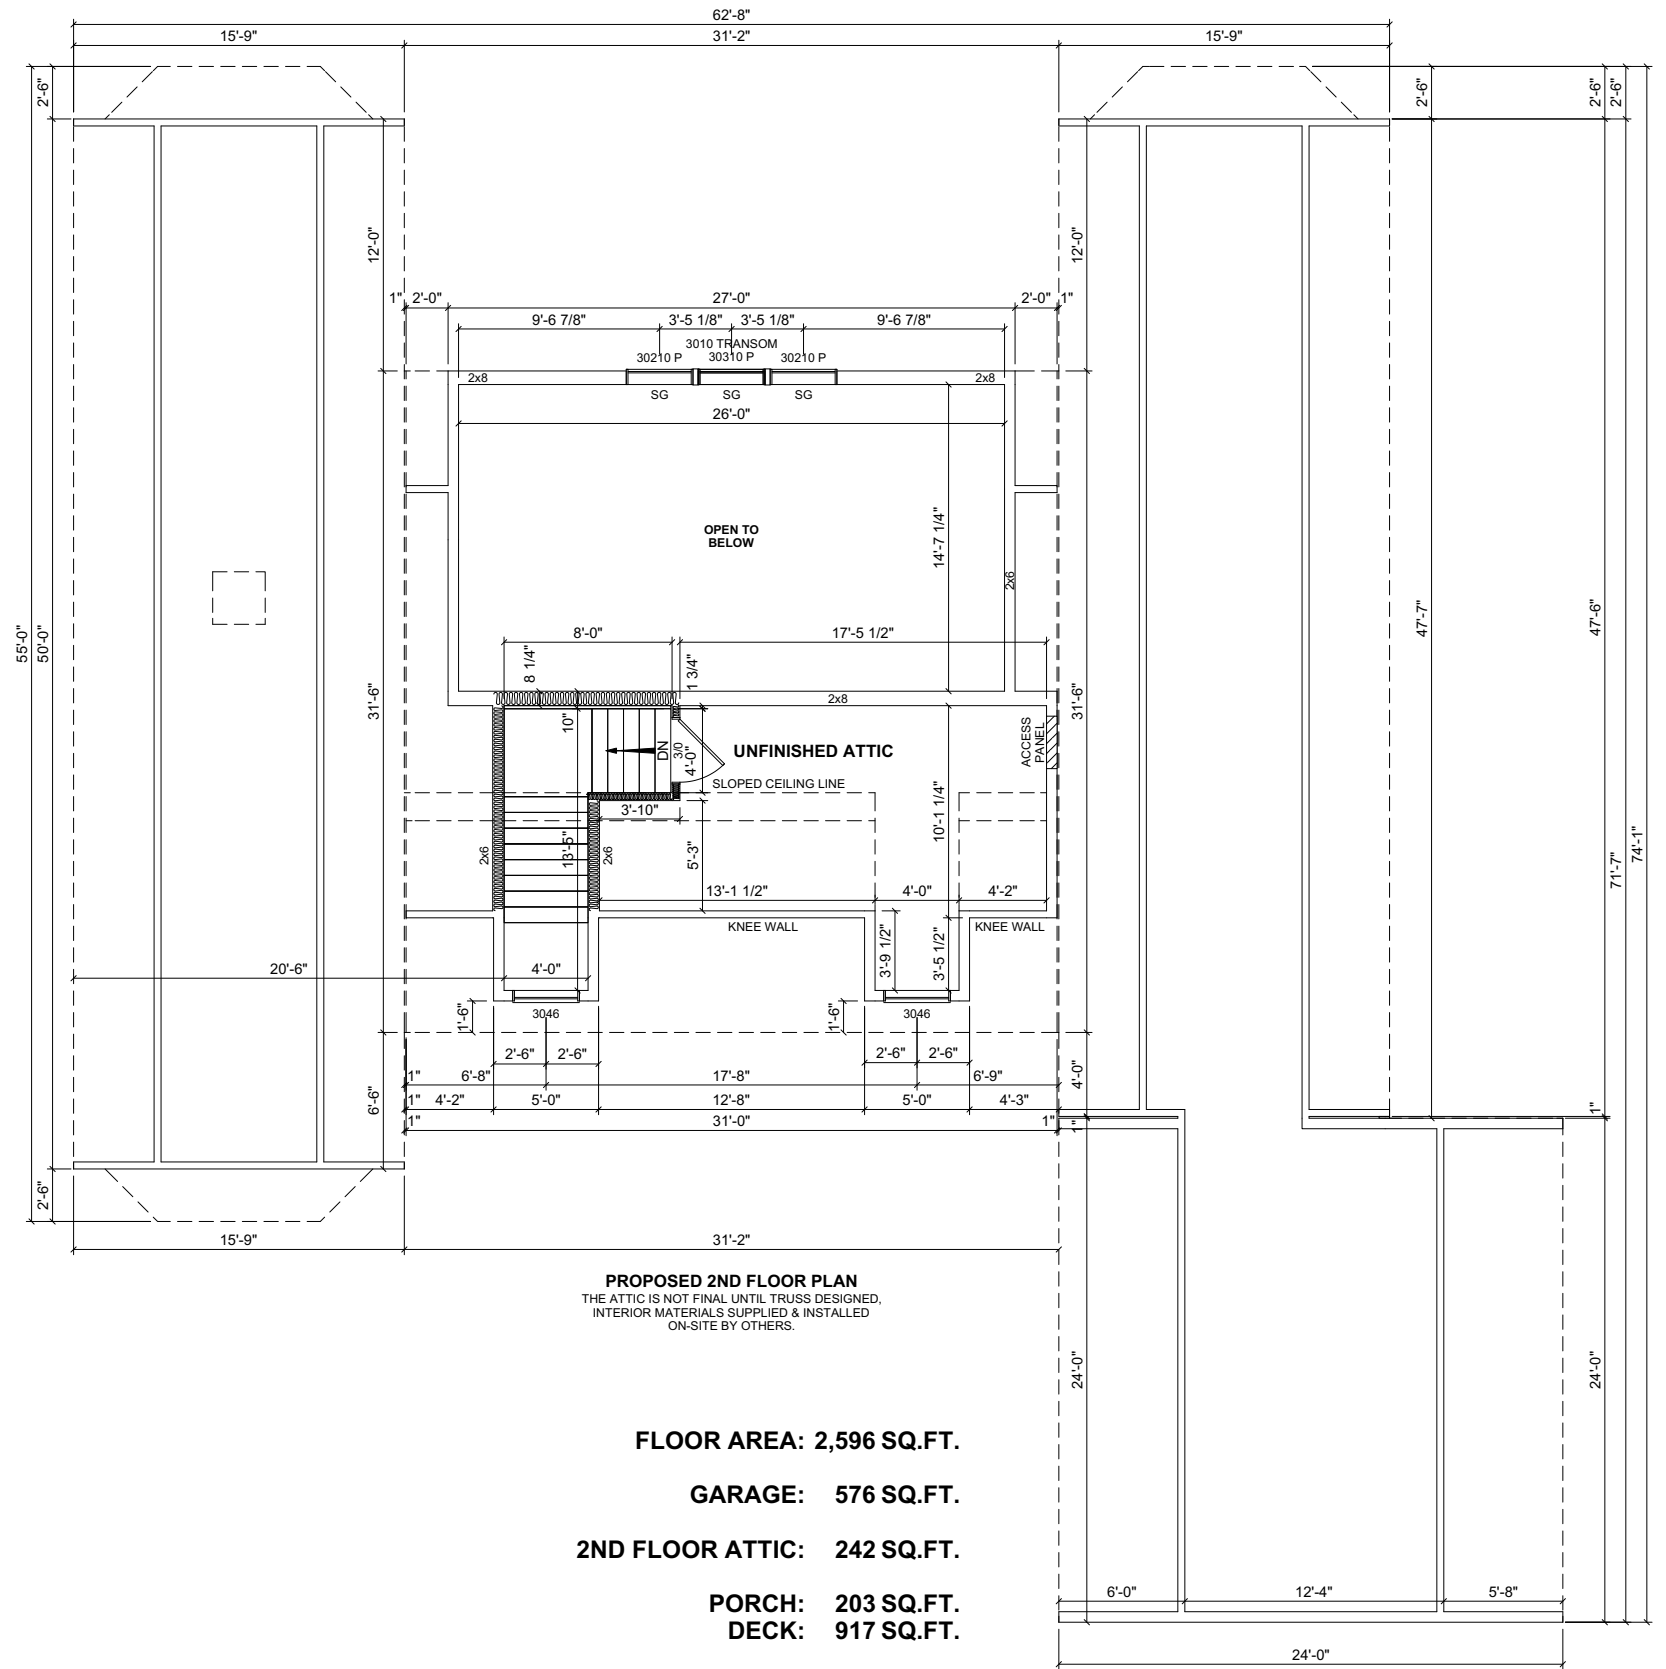 62'-8"
15'-9" 31'-2" 15'-9"
2'-6" 2'-6" 2'-6" 2'-6"
12'-0" 12'-0"
1" 2'-0" 27'-0" 2'-0" 1"
9'-6 7/8" 3'-5 1/8" 3'-5 1/8" 9'-6 7/8"
3010 TRANSOM
30210 P 30310 P 30210 P
2x8 2x8
SG SG SG
26'-0"
OPEN TO
BELOW
14'-7 1/4"
2x6
55'-0" 50'-0"
47'-7" 47'-6"
8'-0" 17'-5 1/2"
8 1/4" 1 3/4"
31'-6" 2x8 31'-6"
10"
DN
3/0
4'-0"
UNFINISHED ATTIC
ACCESS
PANEL
SLOPED CEILING LINE
3'-10"
10'-1 1/4"
2x6 13'-5" 2x6 5'-3"
71'-7" 74'-1"
13'-1 1/2" 4'-0" 4'-2"
KNEE WALL KNEE WALL
3'-9 1/2" 3'-5 1/2"
20'-6" 4'-0"
1'-6" 3046 1'-6" 3046
2'-6" 2'-6" 2'-6" 2'-6"
1" 6'-8" 17'-8" 6'-9"
4'-0"
6'-6"
1" 4'-2" 5'-0" 12'-8" 5'-0" 4'-3"
1" 31'-0" 1"
1" 1"
2'-6"
15'-9" 31'-2"
PROPOSED 2ND FLOOR PLAN
THE ATTIC IS NOT FINAL UNTIL TRUSS DESIGNED,
INTERIOR MATERIALS SUPPLIED & INSTALLED
ON-SITE BY OTHERS.
24'-0" 24'-0"
FLOOR AREA: 2,596 SQ.FT.
GARAGE: 576 SQ.FT.
2ND FLOOR ATTIC: 242 SQ.FT.
PORCH: 203 SQ.FT.
DECK: 917 SQ.FT.
6'-0" 12'-4" 5'-8"
24'-0"